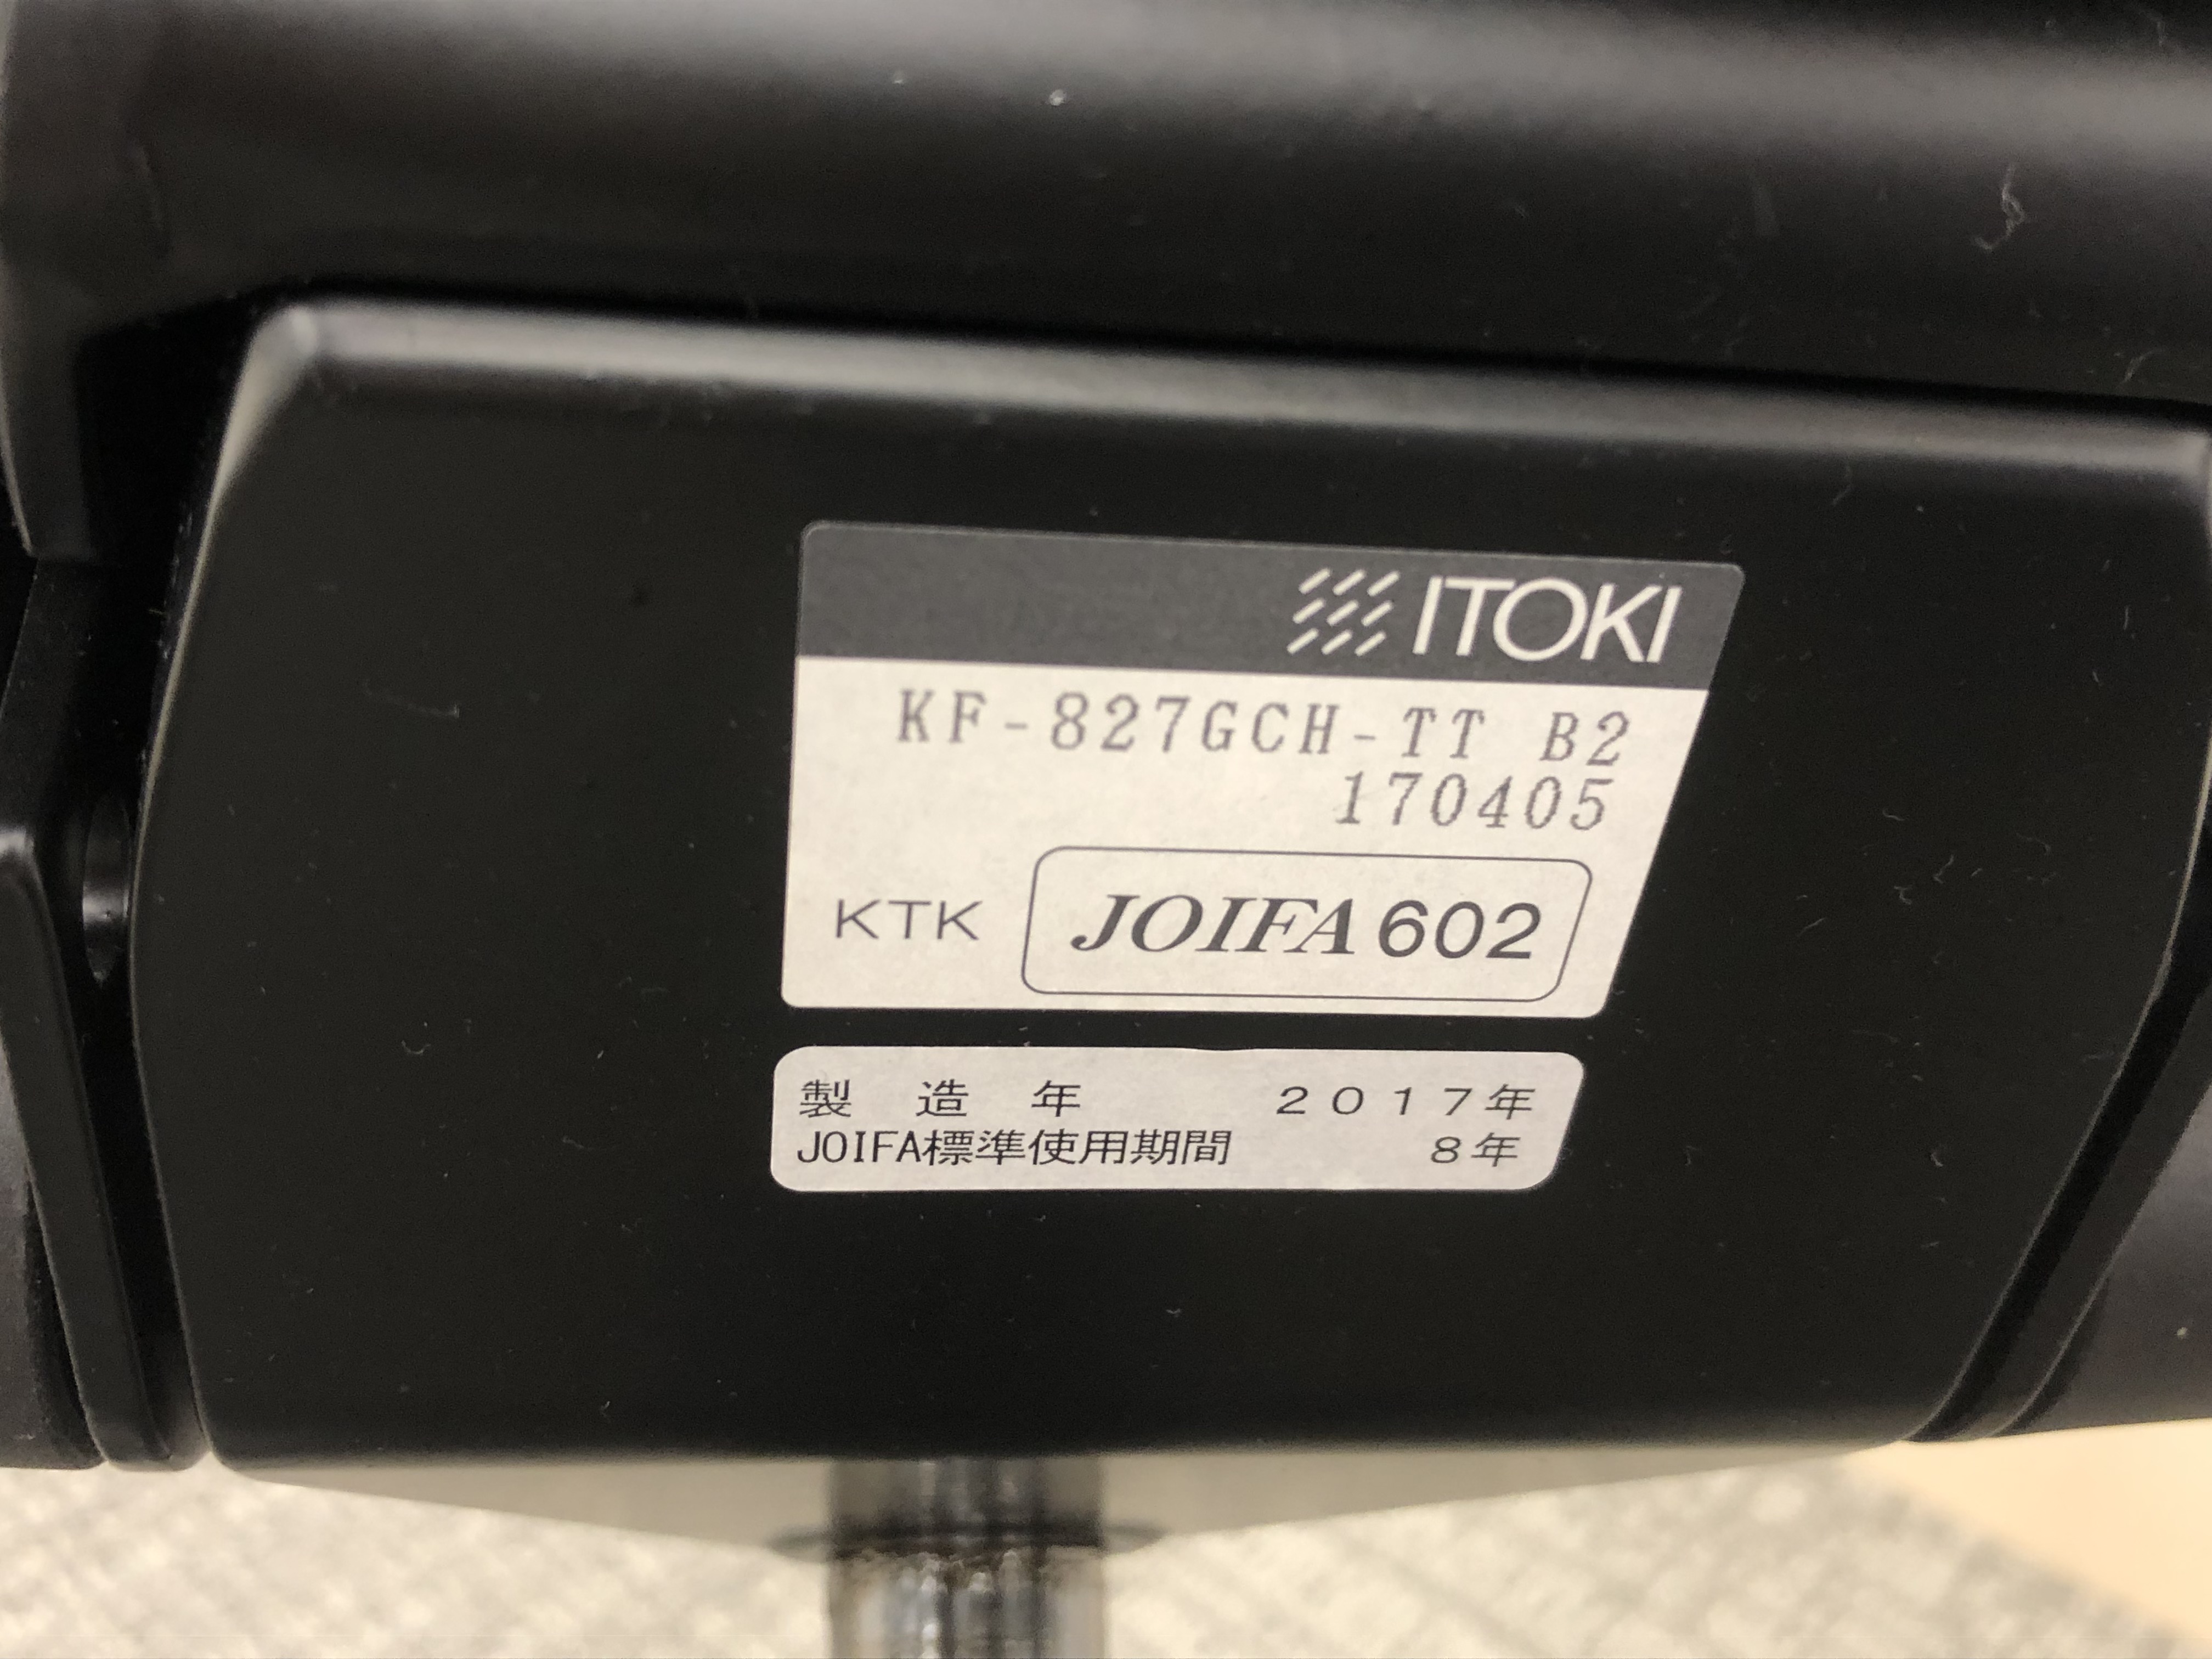 ITOKI
KF-827GCH-TT B2
170405
KTK JOIFA 602
製造年 2017年
JOIFA標準使用期間 8年